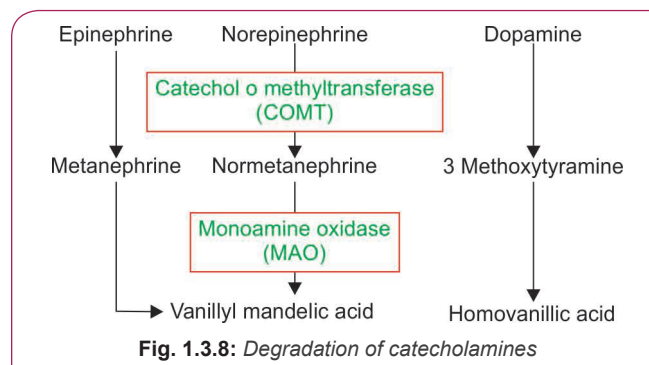 Epinephrine Norepinephrine Dopamine
Catechol o methyltransferase
(COMT)
Metanephrine Normetanephrine 3 Methoxytyramine
Monoamine oxidase
(MAO)
Vanillyl mandelic acid Homovanillic acid
Fig. 1.3.8: Degradation of catecholamines